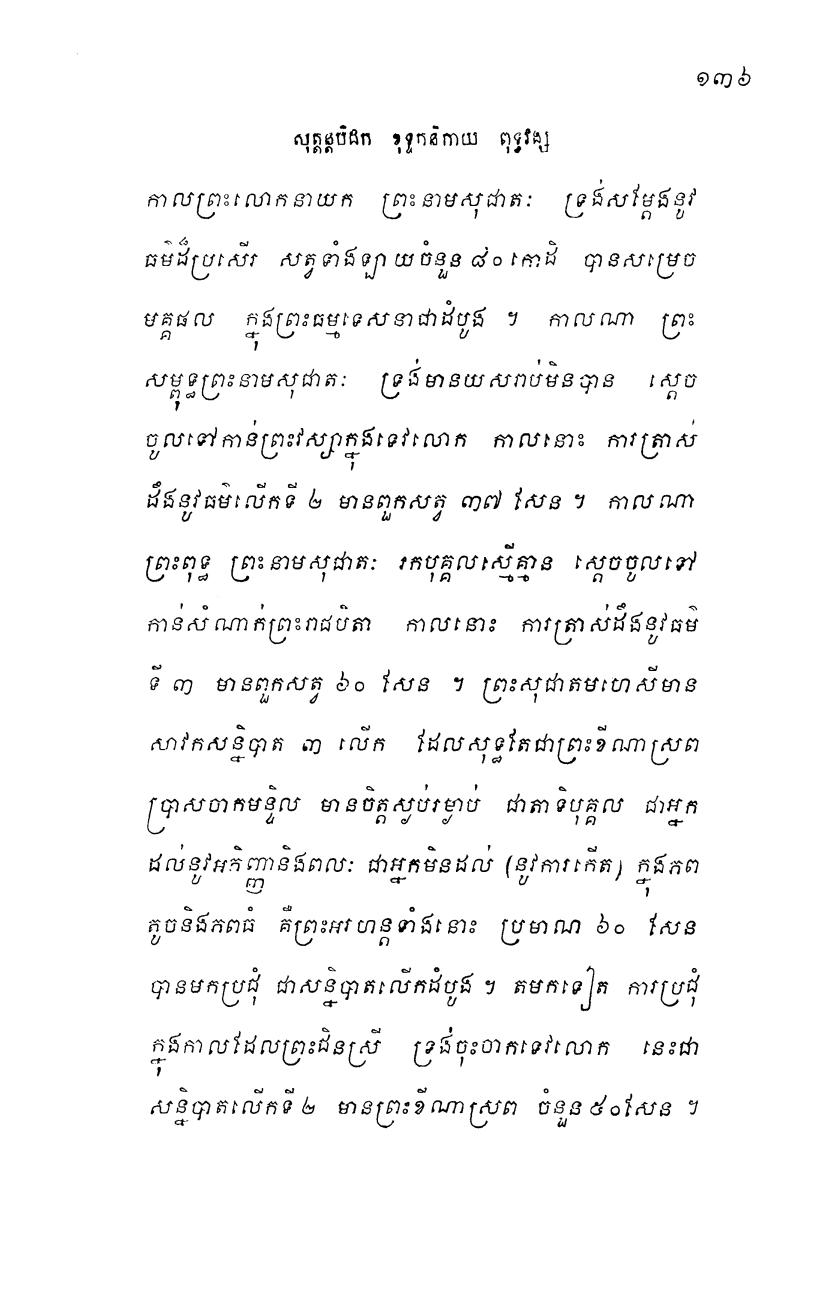 ១៣៦
សុត្តន្តបិដក ខុទ្ទកនិកាយ ពុទ្ធវង្ស
កាលព្រះលោកនាយក ព្រះនាមសុជាតៈ ទ្រង់សម្តែងនូវ
ធម៌ដ៏ប្រសើរ សត្វទាំងឡាយចំនួន ៨០ កោដិ បានសម្រេច
មគ្គផល ក្នុងព្រះធម្មទេសនាជាដំបូង ។ កាលណា ព្រះ
សម្ពុទ្ធព្រះនាមសុជាតៈ ទ្រង់មានយសរាប់មិនបាន ស្តេច
ចូលទៅកាន់ព្រះវស្សាក្នុងទេវលោក កាលនោះ ការត្រាស់
ដឹងនូវធម៌លើកទី ២ មានពួកសត្វ ៣៧ សែន ។ កាលណា
ព្រះពុទ្ធ ព្រះនាមសុជាតៈ រកបុគ្គលស្មើគ្មាន ស្តេចចូលទៅ
កាន់សំណាក់ព្រះរាជបិតា កាលនោះ ការត្រាស់ដឹងនូវធម៌
ទី ៣ មានពួកសត្វ ៦០ សែន ។ ព្រះសុជាតមហេសីមាន
សាវកសន្និបាត ៣ លើក ដែលសុទ្ធតែជាព្រះខីណាស្រព
ប្រាសចាកមន្ទិល មានចិត្តស្ងប់រម្ងាប់ ជាតាទិបុគ្គល ជាអ្នក
ដល់នូវអភិញ្ញានិងពលៈ ជាអ្នកមិនដល់ (នូវការកើត) ក្នុងភព
តូចនិងភពធំ គឺព្រះអរហន្តទាំងនោះ ប្រមាណ ៦០ សែន
បានមកប្រជុំ ជាសន្និបាតលើកដំបូង ។ តមកទៀត ការប្រជុំ
ក្នុងកាលដែលព្រះជិនស្រី ទ្រង់ចុះចាកទេវលោក នេះជា
សន្និបាតលើកទី ២ មានព្រះខីណាស្រព ចំនួន ៥០សែន ។